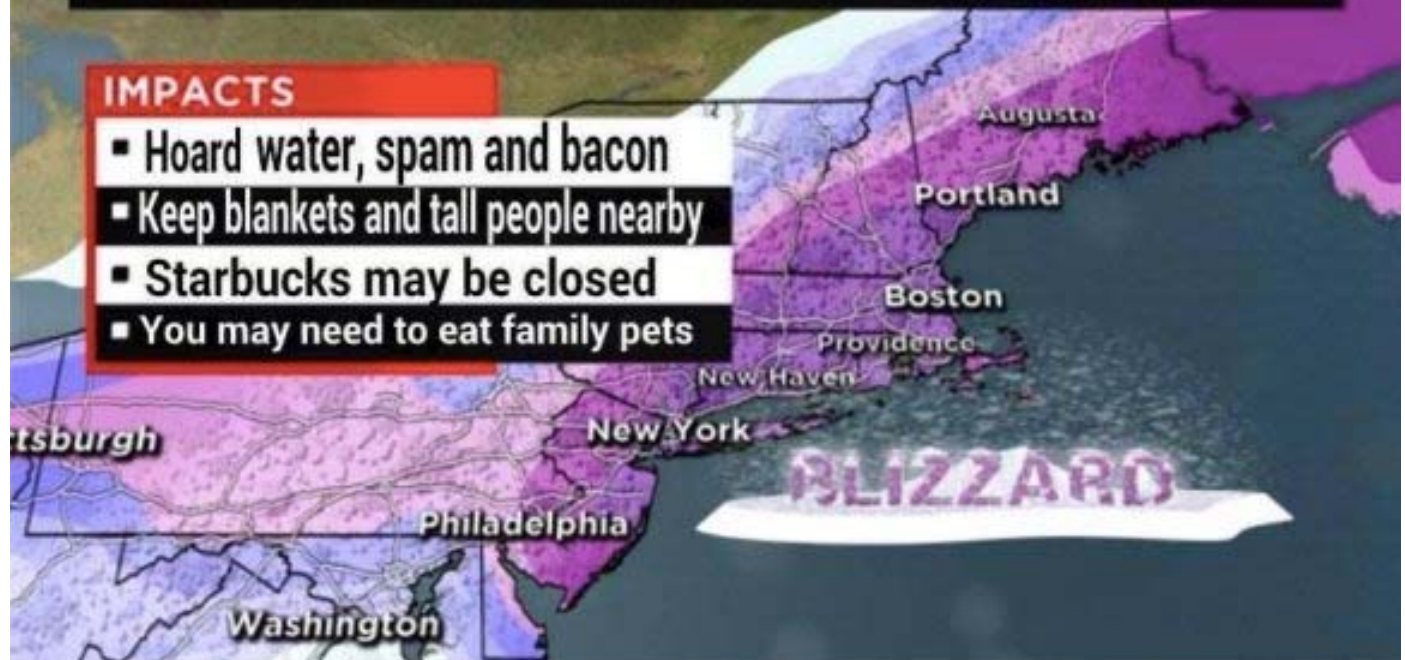 IMPACTS
▪ Hoard water, spam and bacon
▪ Keep blankets and tall people nearby
▪ Starbucks may be closed
▪ You may need to eat family pets
Augusta
Portland
Boston
Providence
New Haven
tsburgh
New York
BLIZZARD
Philadelphia
Washington